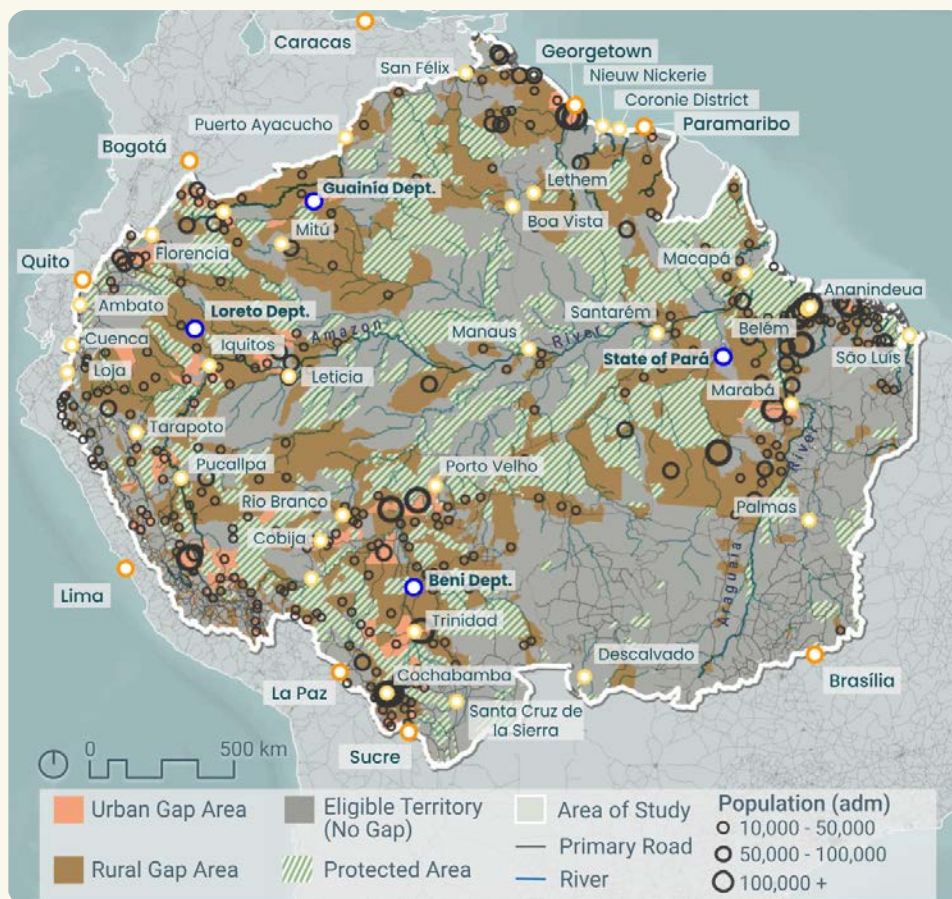 Caracas
Georgetown
San Félix
Nieuw Nickerie
Coronie District
Puerto Ayacucho
Paramaribo
Bogotá
Guainía Dept.
Lethem
Mitú
Boa Vista
Florencia
Macapá
Quito
Ananindeua
Ambato
Loreto Dept.
Santarém
Amazon
River
Manaus
Belém
Cuenca
Iquitos
State of Pará
São Luís
Loja
Leticia
Marabá
Tarapoto
Pucallpa
Porto Velho
Rio Branco
Palmas
Cobija
Araguaia
River
Lima
Beni Dept.
Trinidad
Descalvado
Cochabamba
Brasília
La Paz
Santa Cruz de
la Sierra
Sucre
0 500 km
Urban Gap Area
Rural Gap Area
Eligible Territory
(No Gap)
Protected Area
Area of Study
Primary Road
River
Population (adm)
10,000 - 50,000
50,000 - 100,000
100,000 +